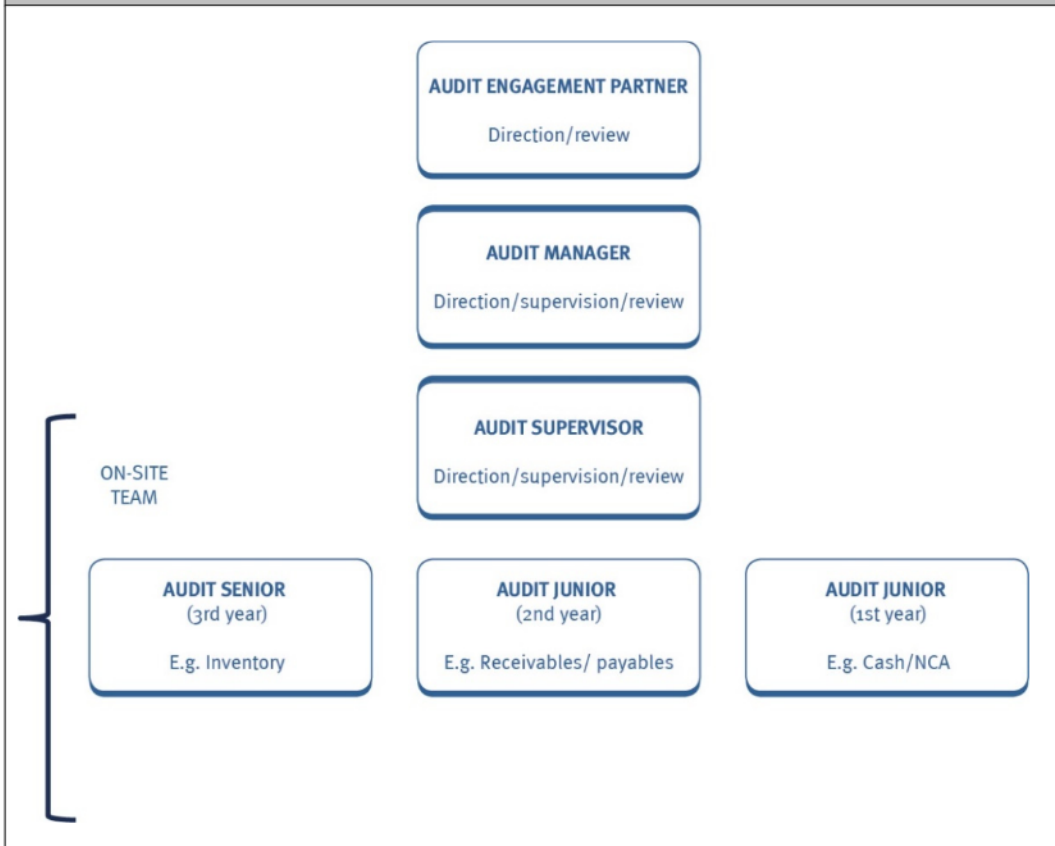 AUDIT ENGAGEMENT PARTNER
Direction/review
AUDIT MANAGER
Direction/supervision/review
AUDIT SUPERVISOR
Direction/supervision/review
ON-SITE
TEAM
AUDIT SENIOR
(3rd year)
E.g. Inventory
AUDIT JUNIOR
(2nd year)
E.g. Receivables/ payables
AUDIT JUNIOR
(1st year)
E.g. Cash/NCA